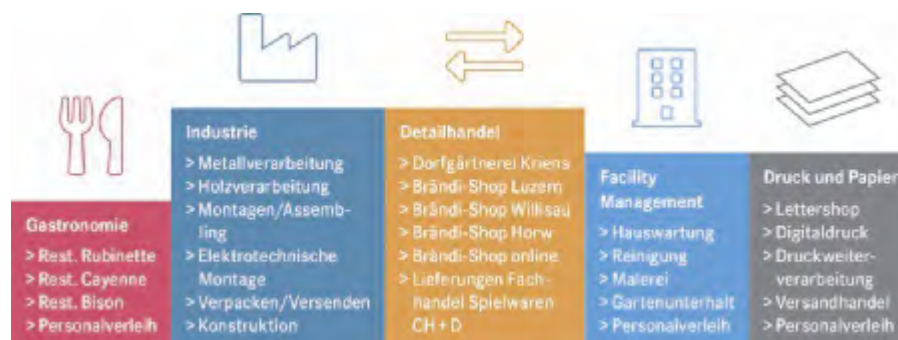 Gastronomie
> Rest. Rubinette
> Rest. Cayenne
> Rest. Bison
> Personalverleih
Industrie
> Metallverarbeitung
> Holzverarbeitung
> Montagen/Assemb-
ling
> Elektrotechnische
Montage
> Verpacken/Versenden
> Konstruktion
Detailhandel
> Dorfgärtnerei Kriens
> Brändi-Shop Luzern
> Brändi-Shop Willisau
> Brändi-Shop Horw
> Brändi-Shop online
> Lieferungen Fach-
handel Spielwaren
CH + D
Facility
Management
> Hauswartung
> Reinigung
> Malerei
> Gartenunterhalt
> Personalverleih
Druck und Papier
> Lettershop
> Digitaldruck
> Druckweiter-
verarbeitung
> Versandhandel
> Personalverleih